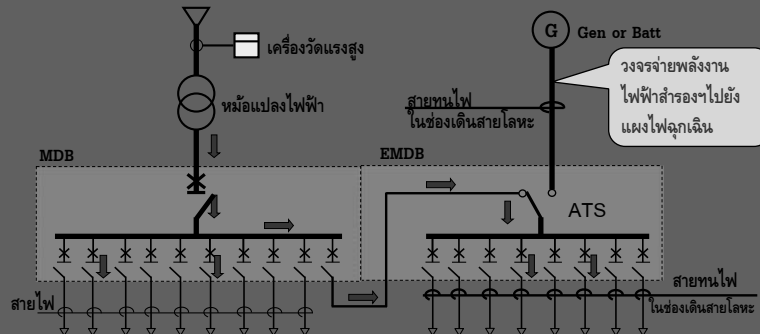 เครื่องวัดแรงสูง
หม้อแปลงไฟฟ้า
G
Gen or Batt
วงจรจ่ายพลังงาน
ไฟฟ้าสำรองฯไปยัง
แผงไฟฉุกเฉิน
สายทนไฟ
ในช่องเดินสายโลหะ
MDB
EMDB
ATS
สายไฟ
สายทนไฟ
ในช่องเดินสายโลหะ